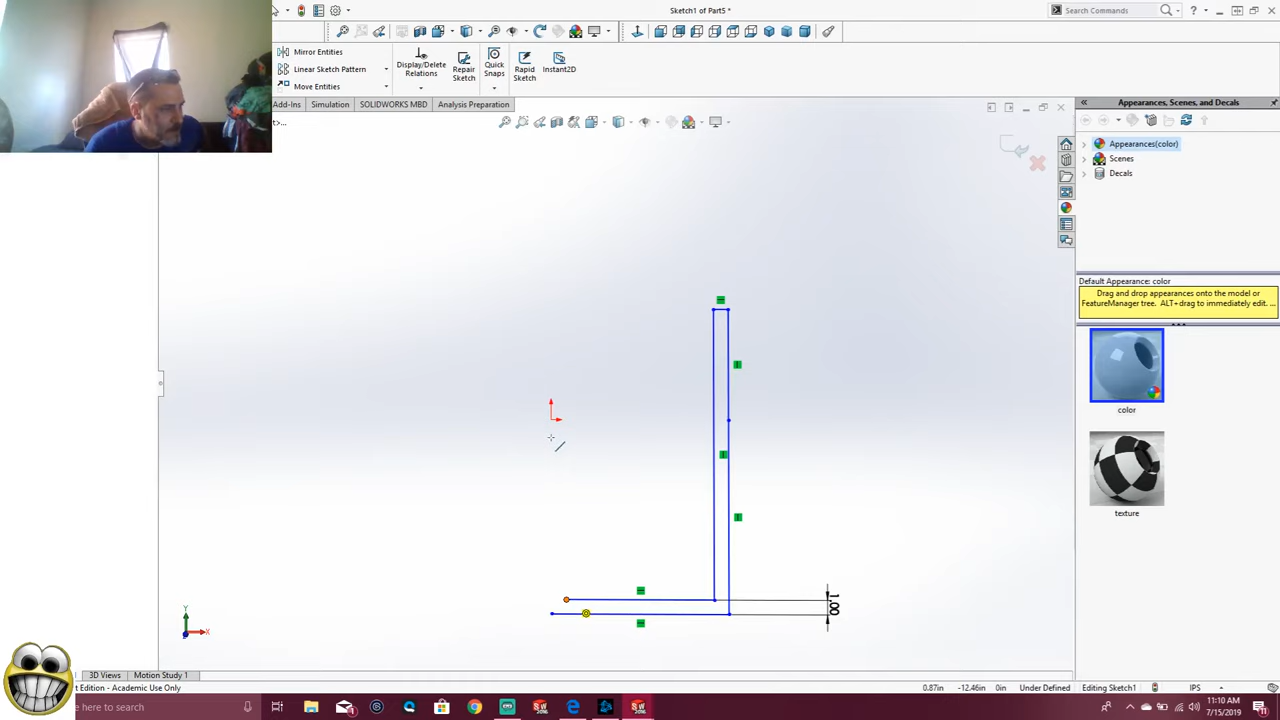 Sketch1 of Part5 *
Search Commands
Mirror Entities
Linear Sketch Pattern
Move Entities
Display/Delete Relations
Repair Sketch
Quick Snaps
Rapid Sketch
Instant2D
Add-Ins
Simulation
SOLIDWORKS MBD
Analysis Preparation
Appearances, Scenes, and Decals
Appearances(color)
Scenes
Decals
Default Appearance: color
Drag and drop appearances onto the model or
FeatureManager tree. ALT+drag to immediately edit. ...
color
texture
1.00
Y
X
3D Views
Motion Study 1
t Edition - Academic Use Only
0.87in
-12.46in
0in
Under Defined
Editing Sketch1
IPS
here to search
11:10 AM
7/15/2019